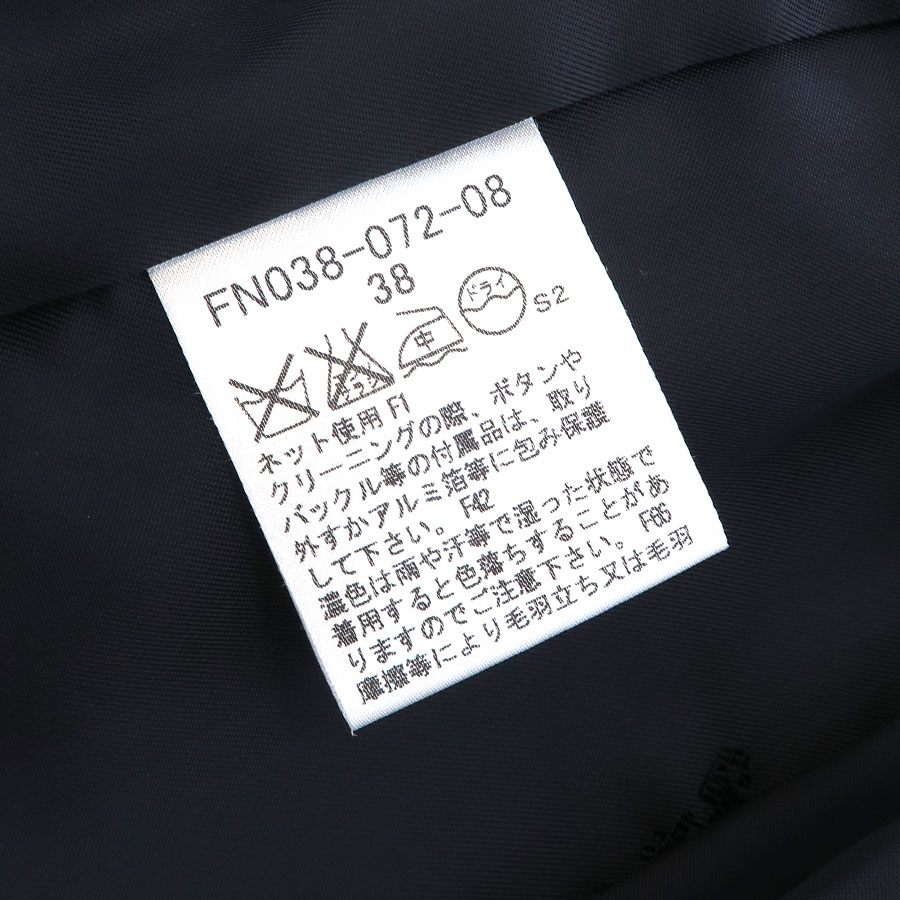 FN038-072-08
38
エンソ
中
ドライ
S2
ネット使用 F1
クリーニングの際、ボタンや
バックル等の付属品は、取り
外すかアルミ箔等に包み保護
して下さい。 F42
濃色は雨や汗等で湿った状態で
着用すると色落ちすることがあ
りますのでご注意下さい。 F66
摩擦等により毛羽立ち又は毛羽